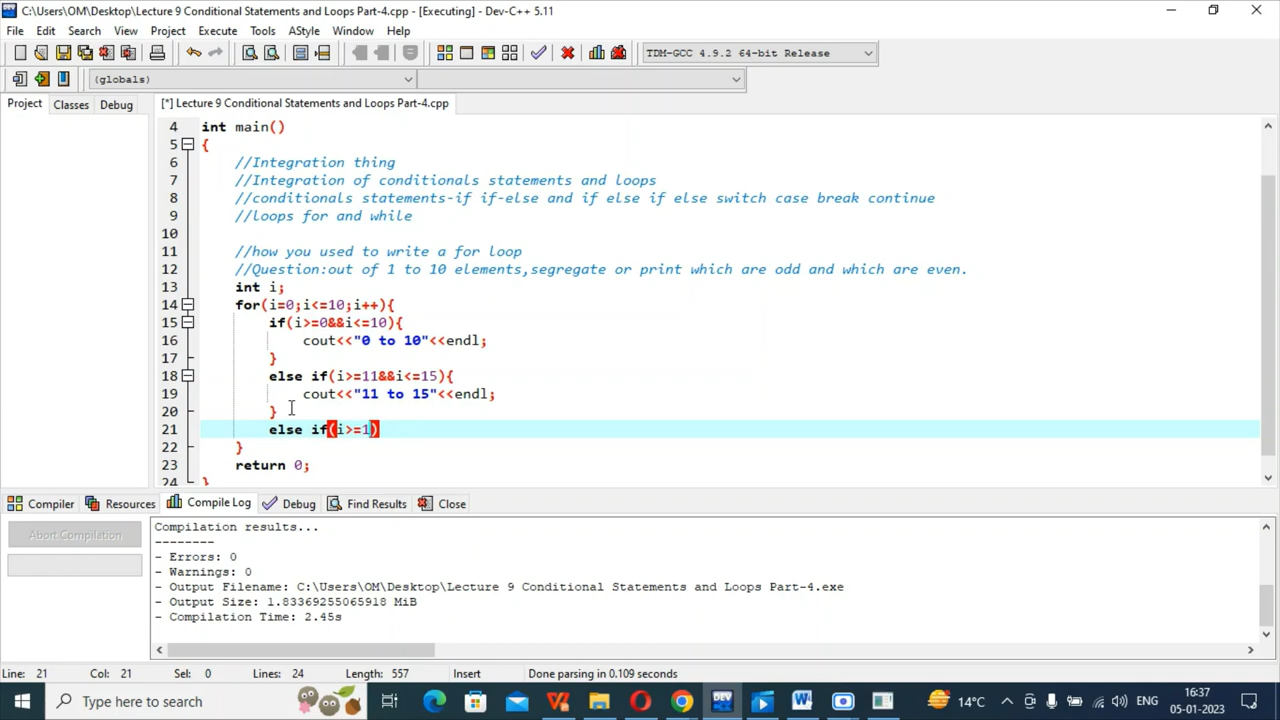 C:\Users\OM\Desktop\Lecture 9 Conditional Statements and Loops Part-4.cpp - [Executing] - Dev-C++ 5.11
File Edit Search View Project Execute Tools AStyle Window Help
TDM-GCC 4.9.2 64-bit Release
(globals)
Project Classes Debug [*] Lecture 9 Conditional Statements and Loops Part-4.cpp
4 int main()
5 {
6 //Integration thing
7 //Integration of conditionals statements and loops
8 //conditionals statements-if if-else and if else if else switch case break continue
9 //loops for and while
10
11 //how you used to write a for loop
12 //Question:out of 1 to 10 elements,segregate or print which are odd and which are even.
13 int i;
14 for(i=0;i<=10;i++){
15 if(i>=0&&i<=10){
16 cout<<"0 to 10"<<endl;
17 }
18 else if(i>=11&&i<=15){
19 cout<<"11 to 15"<<endl;
20 }
21 else if(i>=1)
22 }
23 return 0;
24 }
Compiler Resources Compile Log Debug Find Results Close
Abort Compilation
Compilation results...
--------
- Errors: 0
- Warnings: 0
- Output Filename: C:\Users\OM\Desktop\Lecture 9 Conditional Statements and Loops Part-4.exe
- Output Size: 1.83369255065918 MiB
- Compilation Time: 2.45s
Line: 21 Col: 21 Sel: 0 Lines: 24 Length: 557 Insert Done parsing in 0.109 seconds
Type here to search DEV W 14°C ENG 16:37
05-01-2023